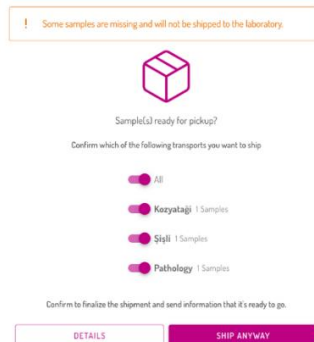 ! Some samples are missing and will not be shipped to the laboratory.
Sample(s) ready for pickup?
Confirm which of the following transports you want to ship
All
Kozyatağı 1 Samples
Şişli 1 Samples
Pathology 1 Samples
Confirm to finalize the shipment and send information that it's ready to go.
DETAILS
SHIP ANYWAY